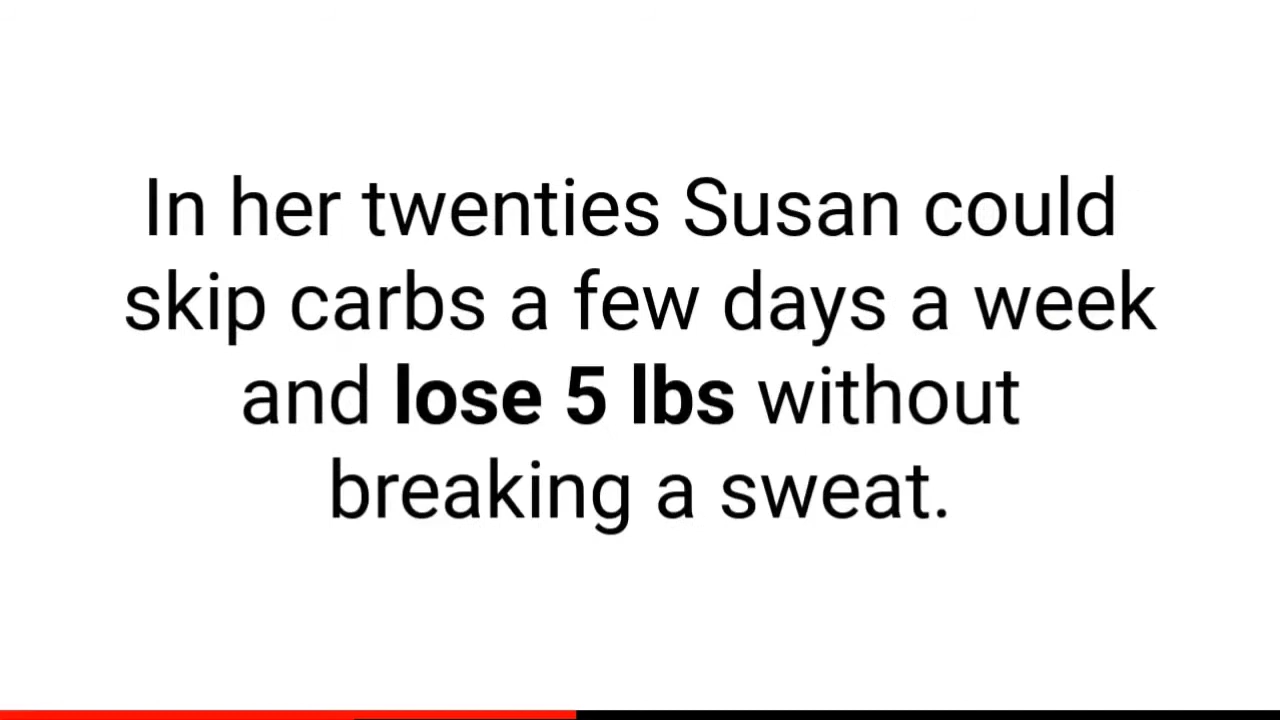 In her twenties Susan could
skip carbs a few days a week
and lose 5 lbs without
breaking a sweat.